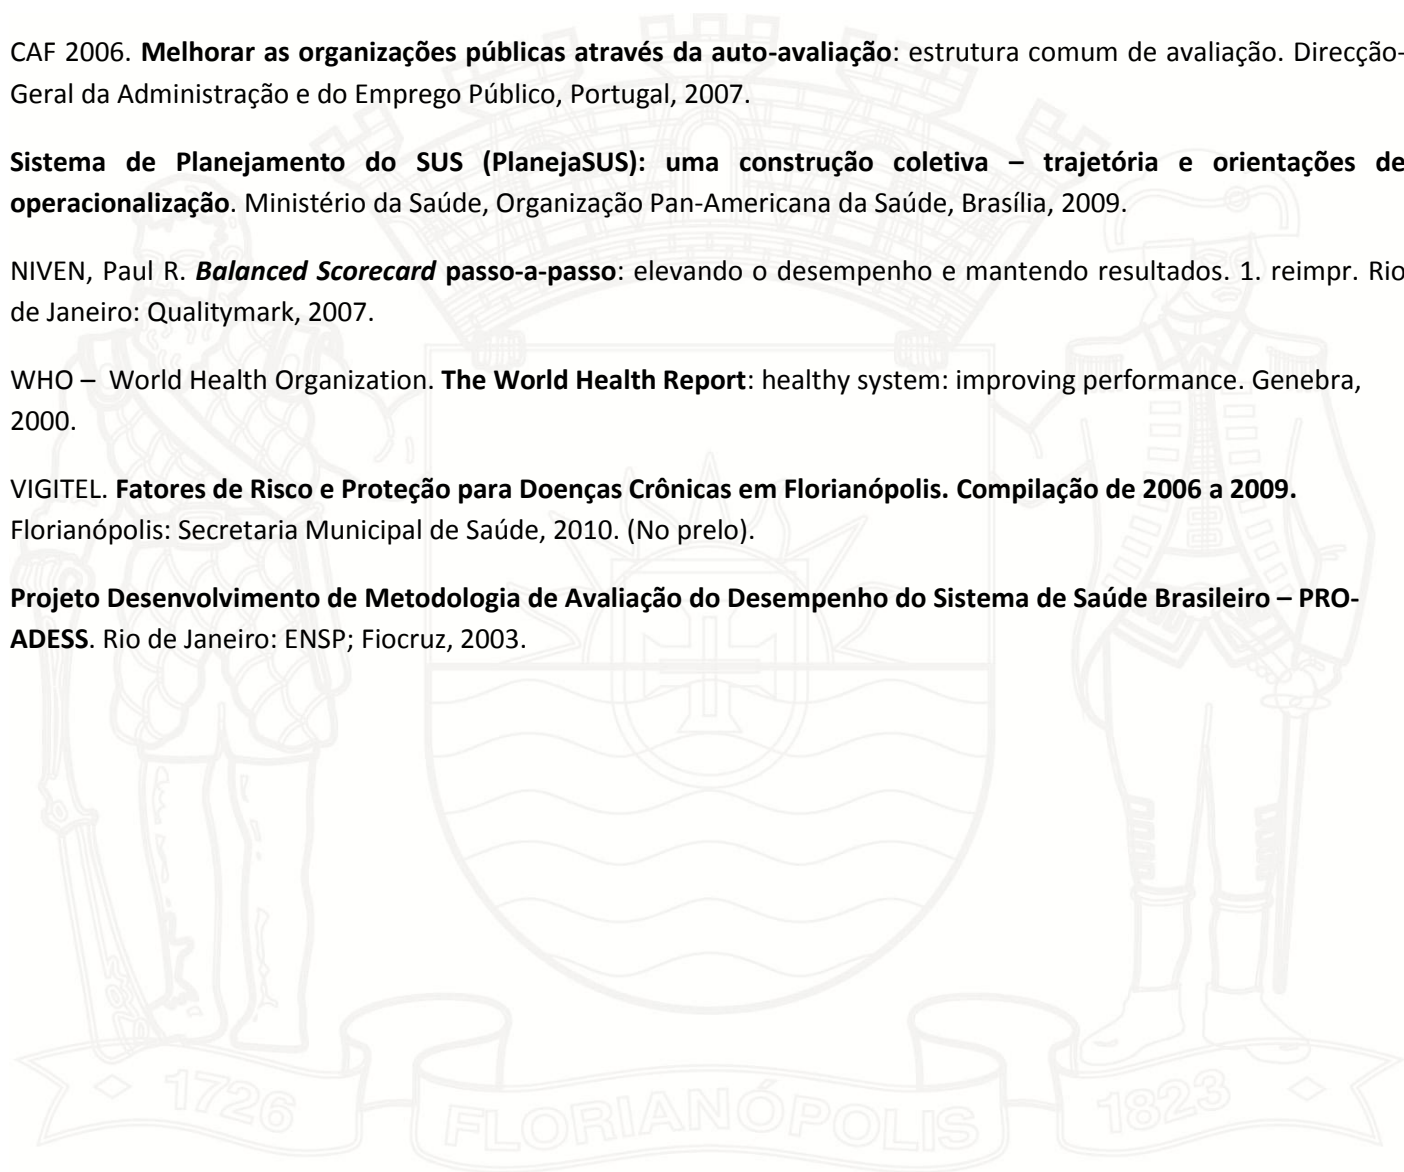 CAF 2006. Melhorar as organizações públicas através da auto-avaliação: estrutura comum de avaliação. Direcção-
Geral da Administração e do Emprego Público, Portugal, 2007.
Sistema de Planejamento do SUS (PlanejaSUS): uma construção coletiva – trajetória e orientações de
operacionalização. Ministério da Saúde, Organização Pan-Americana da Saúde, Brasília, 2009.
NIVEN, Paul R. Balanced Scorecard passo-a-passo: elevando o desempenho e mantendo resultados. 1. reimpr. Rio
de Janeiro: Qualitymark, 2007.
WHO – World Health Organization. The World Health Report: healthy system: improving performance. Genebra,
2000.
VIGITEL. Fatores de Risco e Proteção para Doenças Crônicas em Florianópolis. Compilação de 2006 a 2009.
Florianópolis: Secretaria Municipal de Saúde, 2010. (No prelo).
Projeto Desenvolvimento de Metodologia de Avaliação do Desempenho do Sistema de Saúde Brasileiro – PRO-
ADESS. Rio de Janeiro: ENSP; Fiocruz, 2003.
1726 FLORIANÓPOLIS 1823